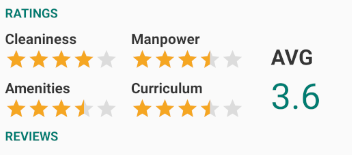 RATINGS
Cleaniness Manpower
AVG
Amenities Curriculum
3.6
REVIEWS